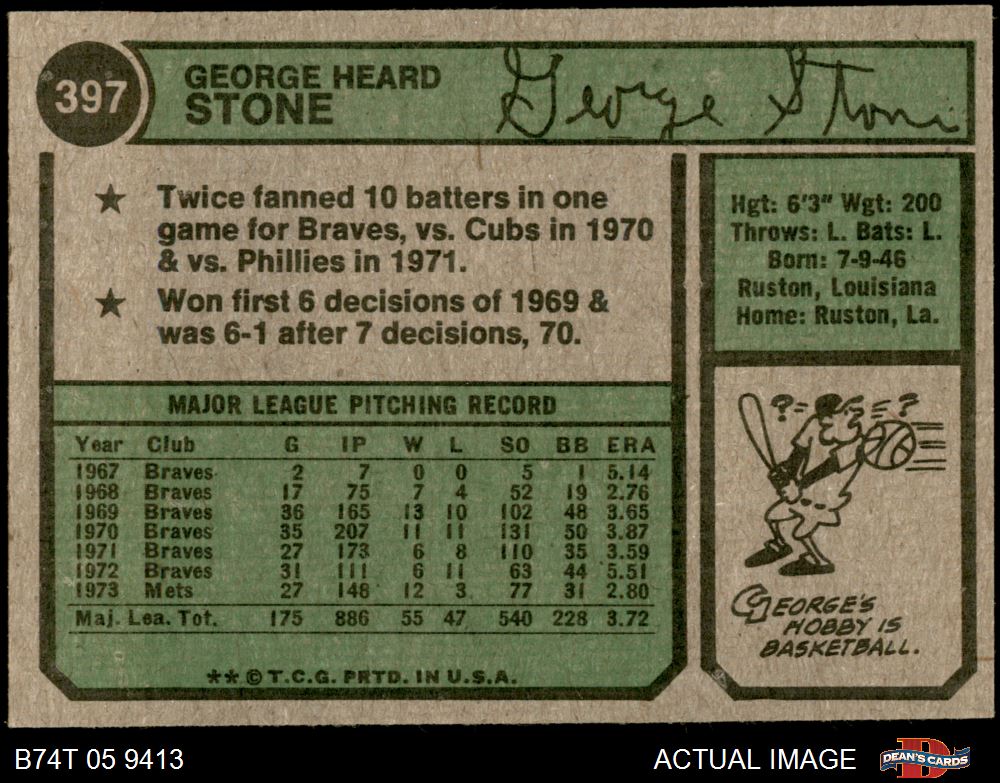 397
GEORGE HEARD
STONE
George Stone
★ Twice fanned 10 batters in one
game for Braves, vs. Cubs in 1970
& vs. Phillies in 1971.
★ Won first 6 decisions of 1969 &
was 6-1 after 7 decisions, 70.
Hgt: 6'3" Wgt: 200
Throws: L. Bats: L.
Born: 7-9-46
Ruston, Louisiana
Home: Ruston, La.
MAJOR LEAGUE PITCHING RECORD
Year Club G IP W L SO BB ERA
1967 Braves 2 7 0 0 5 1 5.14
1968 Braves 17 75 7 4 52 19 2.76
1969 Braves 36 165 13 10 102 48 3.65
1970 Braves 35 207 11 11 131 50 3.87
1971 Braves 27 173 6 8 110 35 3.59
1972 Braves 31 111 6 11 63 44 5.51
1973 Mets 27 148 12 3 77 31 2.80
Maj. Lea. Tot. 175 886 55 47 540 228 3.72
**©T.C.G. PRTD. IN U.S.A.
? ?
GEORGE'S
HOBBY IS
BASKETBALL.
B74T 05 9413
ACTUAL IMAGE
DEAN'S CARDS